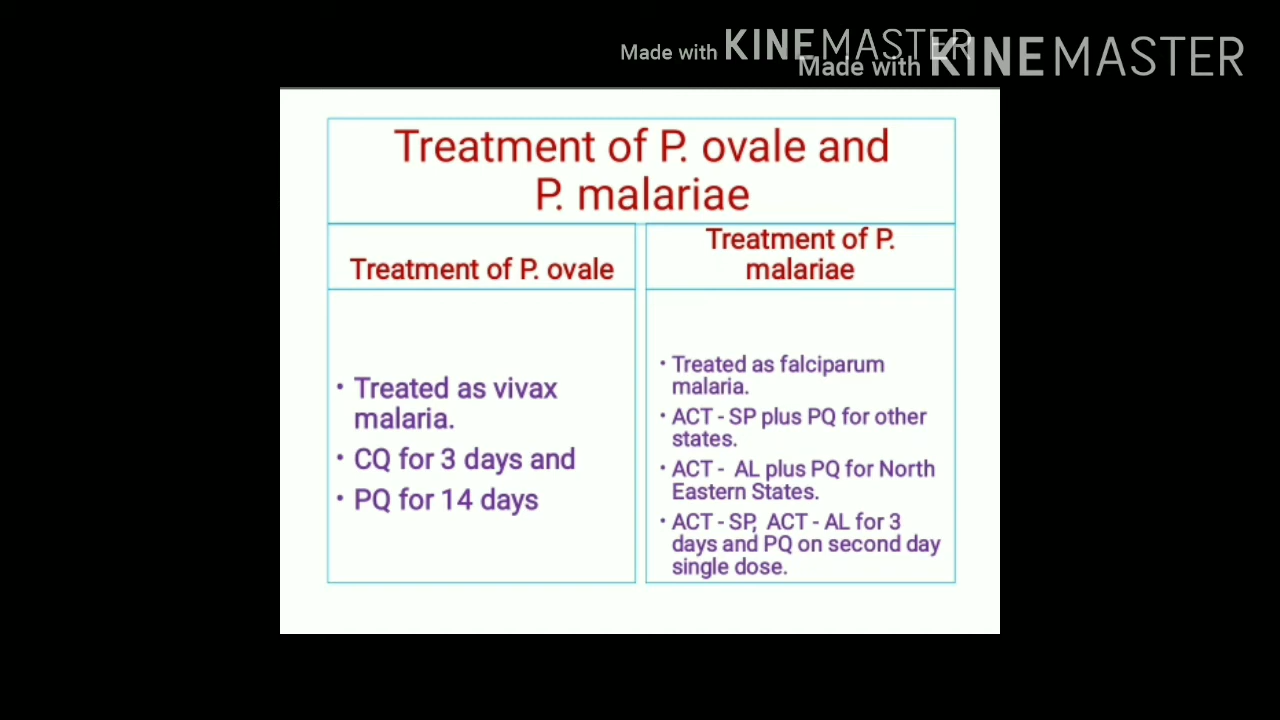 Made with KINEMASTER
Made with KINEMASTER
Treatment of P. ovale and
P. malariae
Treatment of P. ovale
Treatment of P.
malariae
• Treated as vivax
malaria.
• CQ for 3 days and
• PQ for 14 days
• Treated as falciparum
malaria.
• ACT - SP plus PQ for other
states.
• ACT - AL plus PQ for North
Eastern States.
• ACT - SP, ACT - AL for 3
days and PQ on second day
single dose.